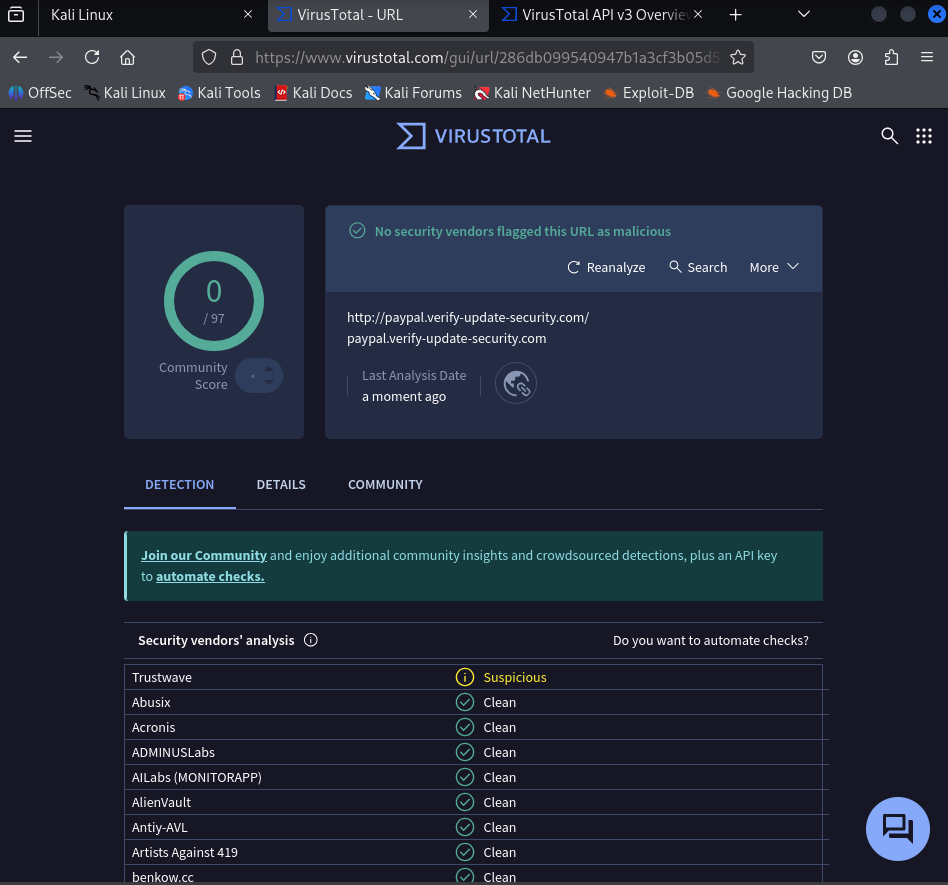 Kali Linux
VirusTotal - URL
VirusTotal API v3 Overview
https://www.virustotal.com/gui/url/286db099540947b1a3cf3b05d5
OffSec Kali Linux Kali Tools Kali Docs Kali Forums Kali NetHunter Exploit-DB Google Hacking DB
VIRUSTOTAL
0
/ 97
Community
Score
No security vendors flagged this URL as malicious
Reanalyze Search More
http://paypal.verify-update-security.com/
paypal.verify-update-security.com
Last Analysis Date
a moment ago
DETECTION DETAILS COMMUNITY
Join our Community and enjoy additional community insights and crowdsourced detections, plus an API key
to automate checks.
Security vendors' analysis Do you want to automate checks?
Trustwave Suspicious
Abusix Clean
Acronis Clean
ADMINUSLabs Clean
AILabs (MONITORAPP) Clean
AlienVault Clean
Antiy-AVL Clean
Artists Against 419 Clean
benkow.cc Clean